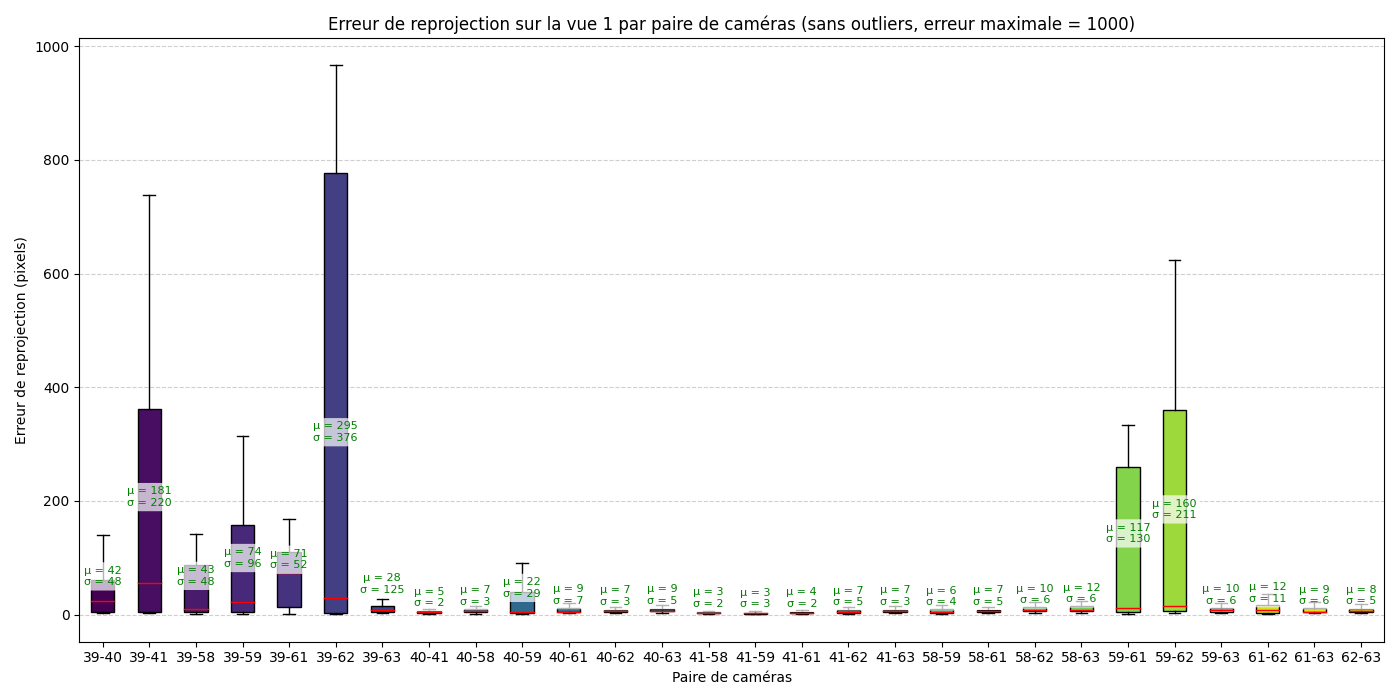 Erreur de reprojection sur la vue 1 par paire de caméras (sans outliers, erreur maximale = 1000)
Erreur de reprojection (pixels)
1000
800
600
400
200
0
μ = 42
σ = 48
μ = 181
σ = 220
μ = 43
σ = 48
μ = 74
σ = 96
μ = 71
σ = 52
μ = 295
σ = 376
μ = 28
σ = 125
μ = 5
σ = 2
μ = 7
σ = 3
μ = 22
σ = 29
μ = 9
σ = 7
μ = 7
σ = 3
μ = 9
σ = 5
μ = 3
σ = 2
μ = 3
σ = 3
μ = 4
σ = 2
μ = 7
σ = 5
μ = 7
σ = 3
μ = 6
σ = 4
μ = 7
σ = 5
μ = 10
σ = 6
μ = 12
σ = 6
μ = 117
σ = 130
μ = 160
σ = 211
μ = 10
σ = 6
μ = 12
σ = 11
μ = 9
σ = 6
μ = 8
σ = 5
39-40 39-41 39-58 39-59 39-61 39-62 39-63 40-41 40-58 40-59 40-61 40-62 40-63 41-58 41-59 41-61 41-62 41-63 58-59 58-61 58-62 58-63 59-61 59-62 59-63 61-62 61-63 62-63
Paire de caméras